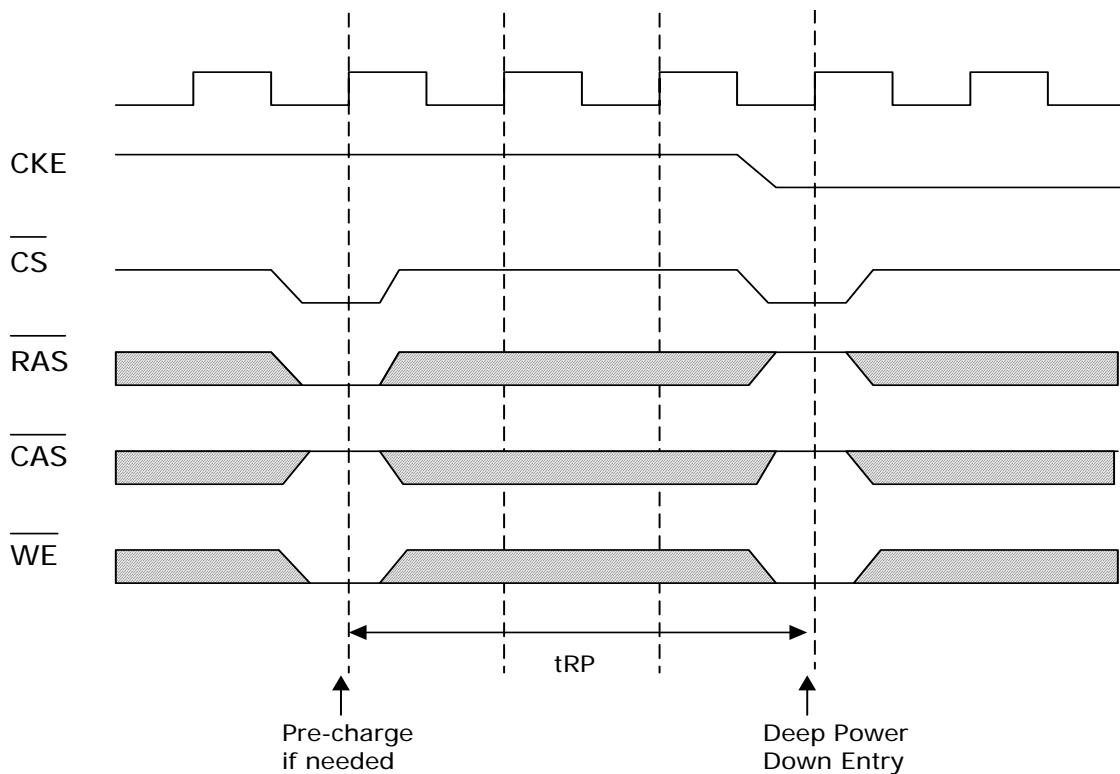 CKE
CS
RAS
CAS
WE
tRP
Pre-charge
if needed
Deep Power
Down Entry